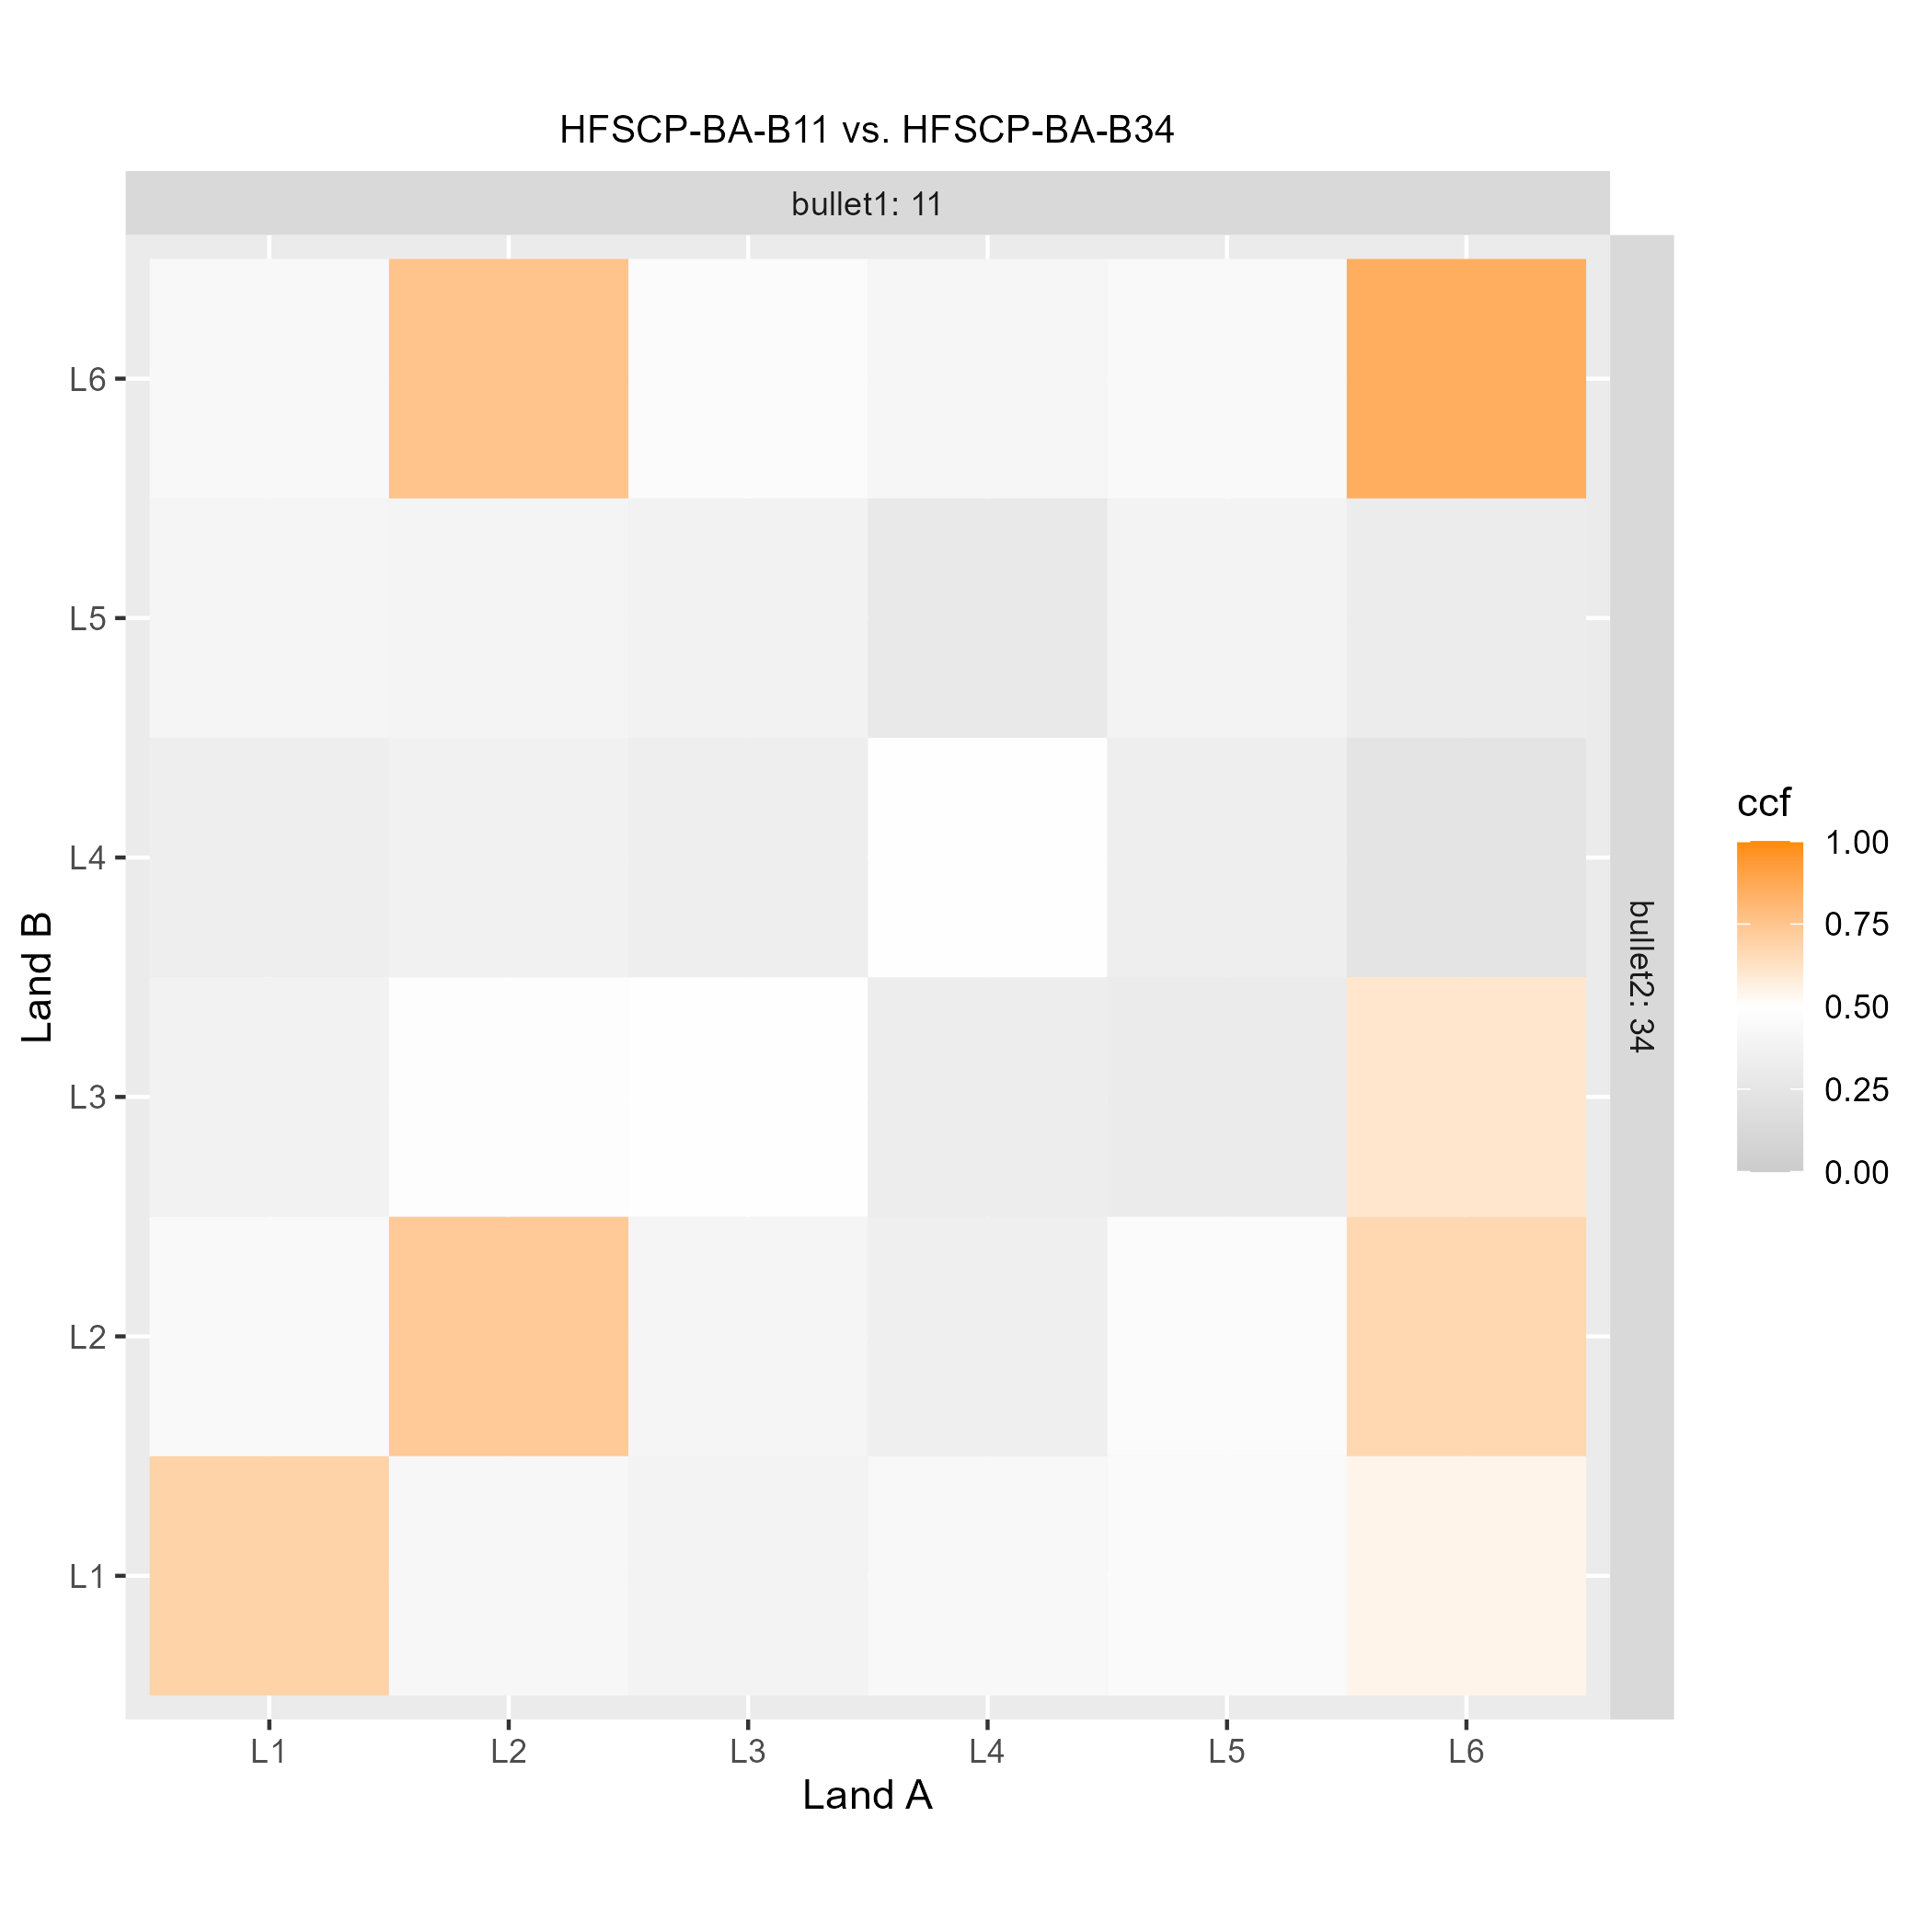 HFSCP-BA-B11 vs. HFSCP-BA-B34
bullet1: 11
L6
L5
L4
L3
L2
L1
Land B
bullet2: 34
L1
L2
L3
L4
L5
L6
Land A
ccf
1.00
0.75
0.50
0.25
0.00